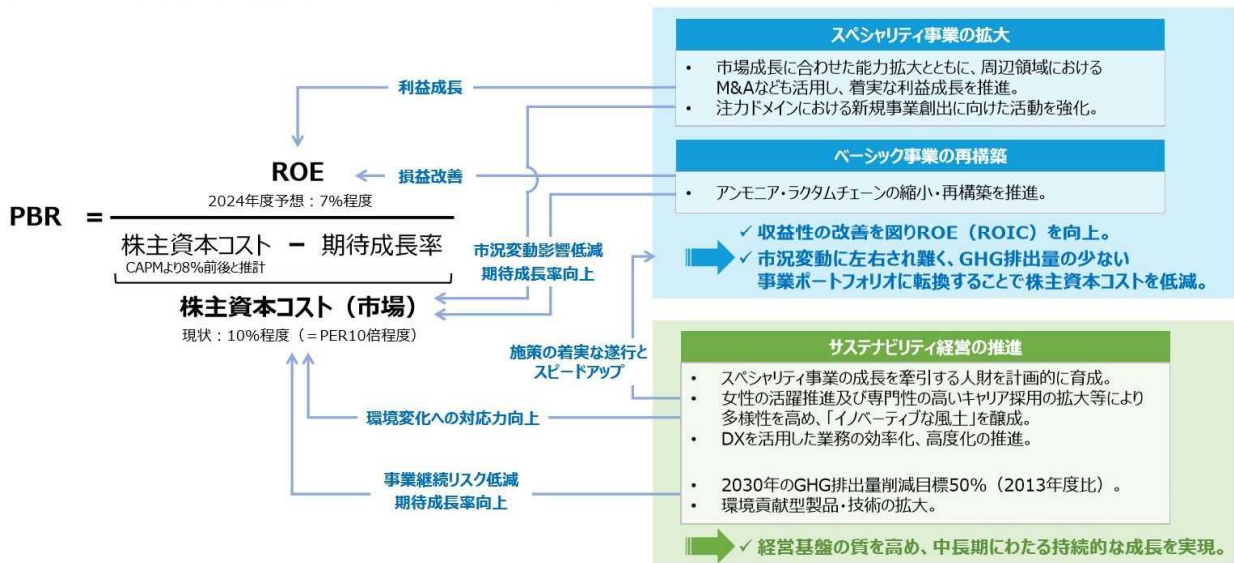 スペシャリティ事業の拡大
• 市場成長に合わせた能力拡大とともに、周辺領域における
M&Aなども活用し、着実な利益成長を推進。
• 注力ドメインにおける新規事業創出に向けた活動を強化。
利益成長
ベーシック事業の再構築
• アンモニア・ラクタムチェーンの縮小・再構築を推進。
損益改善
✓ 収益性の改善を図りROE（ROIC）を向上。
✓ 市況変動に左右され難く、GHG排出量の少ない
事業ポートフォリオに転換することで株主資本コストを低減。
PBR =
ROE
2024年度予想：7%程度
株主資本コスト － 期待成長率
CAPMより8%前後と推計
株主資本コスト（市場）
現状：10%程度（＝PER10倍程度）
市況変動影響低減
期待成長率向上
施策の着実な遂行と
スピードアップ
サステナビリティ経営の推進
• スペシャリティ事業の成長を牽引する人財を計画的に育成。
• 女性の活躍推進及び専門性の高いキャリア採用の拡大等により
多様性を高め、「イノベーティブな風土」を醸成。
• DXを活用した業務の効率化、高度化の推進。
• 2030年のGHG排出量削減目標50%（2013年度比）。
• 環境貢献型製品・技術の拡大。
環境変化への対応力向上
事業継続リスク低減
期待成長率向上
✓ 経営基盤の質を高め、中長期にわたる持続的な成長を実現。